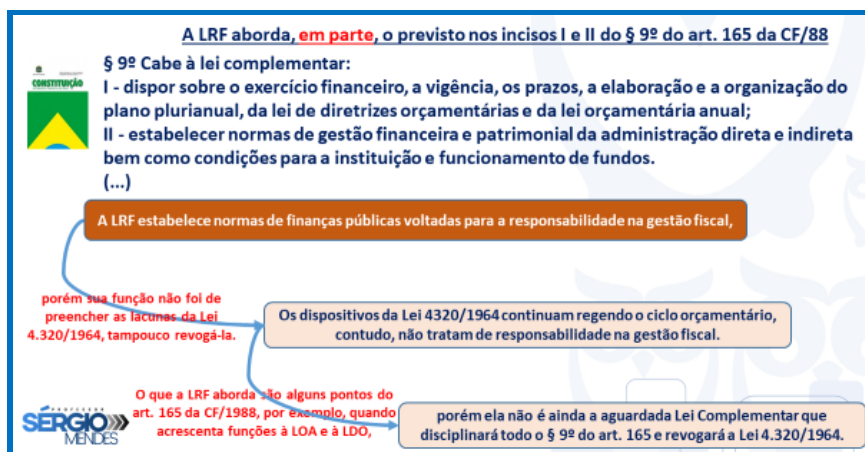 A LRF aborda, em parte, o previsto nos incisos I e II do § 9º do art. 165 da CF/88
CONSTITUIÇÃO
§ 9º Cabe à lei complementar:
I - dispor sobre o exercício financeiro, a vigência, os prazos, a elaboração e a organização do
plano plurianual, da lei de diretrizes orçamentárias e da lei orçamentária anual;
II - estabelecer normas de gestão financeira e patrimonial da administração direta e indireta
bem como condições para a instituição e funcionamento de fundos.
(...)
A LRF estabelece normas de finanças públicas voltadas para a responsabilidade na gestão fiscal,
porém sua função não foi de
preencher as lacunas da Lei
4.320/1964, tampouco revogá-la.
Os dispositivos da Lei 4320/1964 continuam regendo o ciclo orçamentário,
contudo, não tratam de responsabilidade na gestão fiscal.
O que a LRF aborda são alguns pontos do
art. 165 da CF/1988, por exemplo, quando
acrescenta funções à LOA e à LDO,
porém ela não é ainda a aguardada Lei Complementar que
disciplinará todo o § 9º do art. 165 e revogará a Lei 4.320/1964.
PROFESSOR
SÉRGIO
MENDES